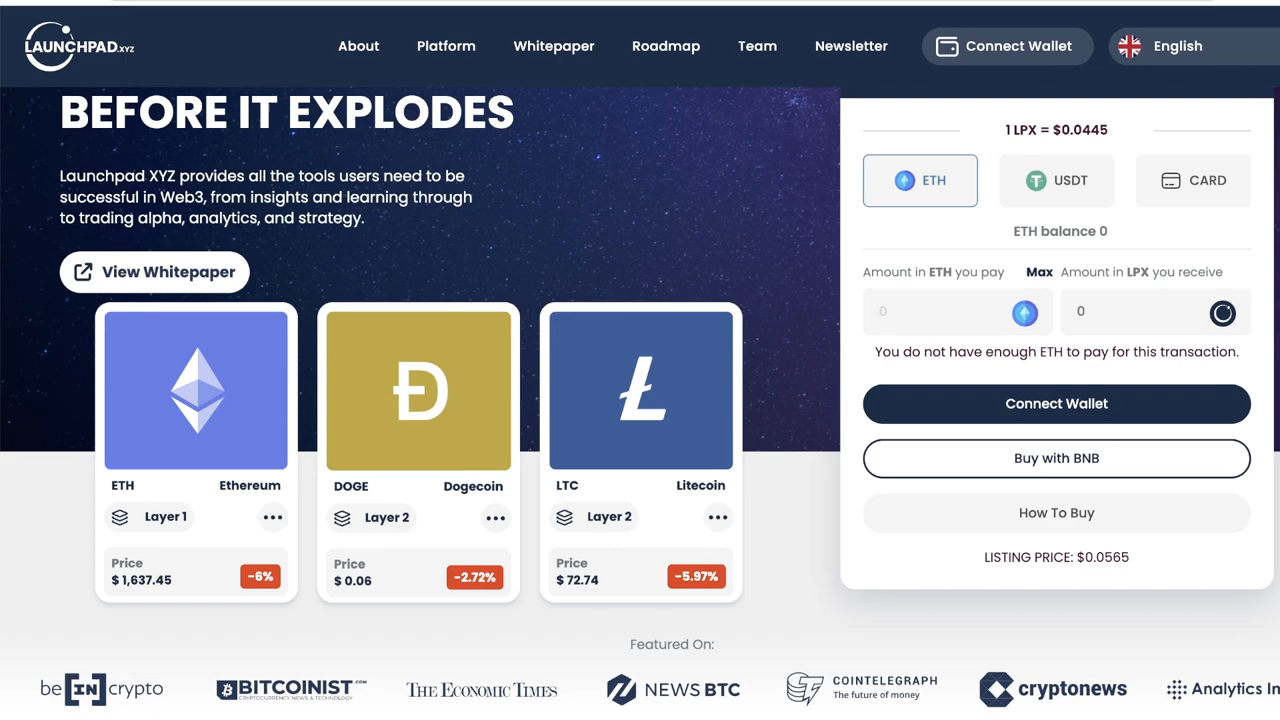 LAUNCHPAD.XYZ
About Platform Whitepaper Roadmap Team Newsletter Connect Wallet English
BEFORE IT EXPLODES
Launchpad XYZ provides all the tools users need to be
successful in Web3, from insights and learning through
to trading alpha, analytics, and strategy.
View Whitepaper
ETH Ethereum
Layer 1
Price
$ 1,637.45
-6%
DOGE Dogecoin
Layer 2
Price
$ 0.06
-2.72%
LTC Litecoin
Layer 2
Price
$ 72.74
-5.97%
1 LPX = $0.0445
ETH USDT CARD
ETH balance 0
Amount in ETH you pay Max Amount in LPX you receive
0 0
You do not have enough ETH to pay for this transaction.
Connect Wallet
Buy with BNB
How To Buy
LISTING PRICE: $0.0565
Featured On:
be[IN]crypto
BITCOINIST.COM
CRYPTOCURRENCY NEWS & TECHNOLOGY
THE ECONOMIC TIMES
NEWS BTC
COINTELEGRAPH
The future of money
cryptonews
Analytics In